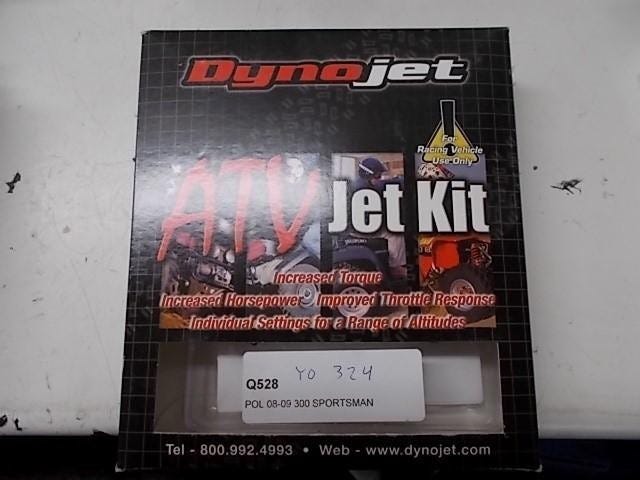 Dynojet
For
Racing Vehicle
Use Only
ATV Jet Kit
Increased Torque
Increased Horsepower Improved Throttle Response
Individual Settings for a Range of Altitudes
Q528 YO 324
POL 08-09 300 SPORTSMAN
Tel - 800.992.4993 • Web - www.dynojet.com